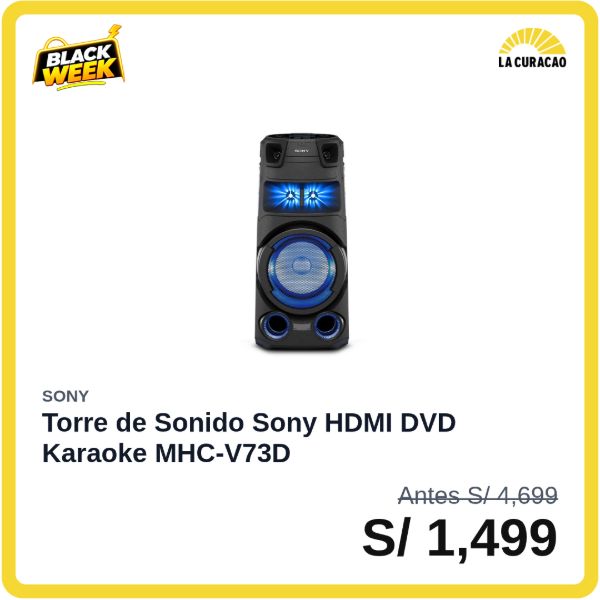 BLACK
WEEK
LA CURACAO
SONY
SONY
Torre de Sonido Sony HDMI DVD
Karaoke MHC-V73D
Antes S/ 4,699
S/ 1,499